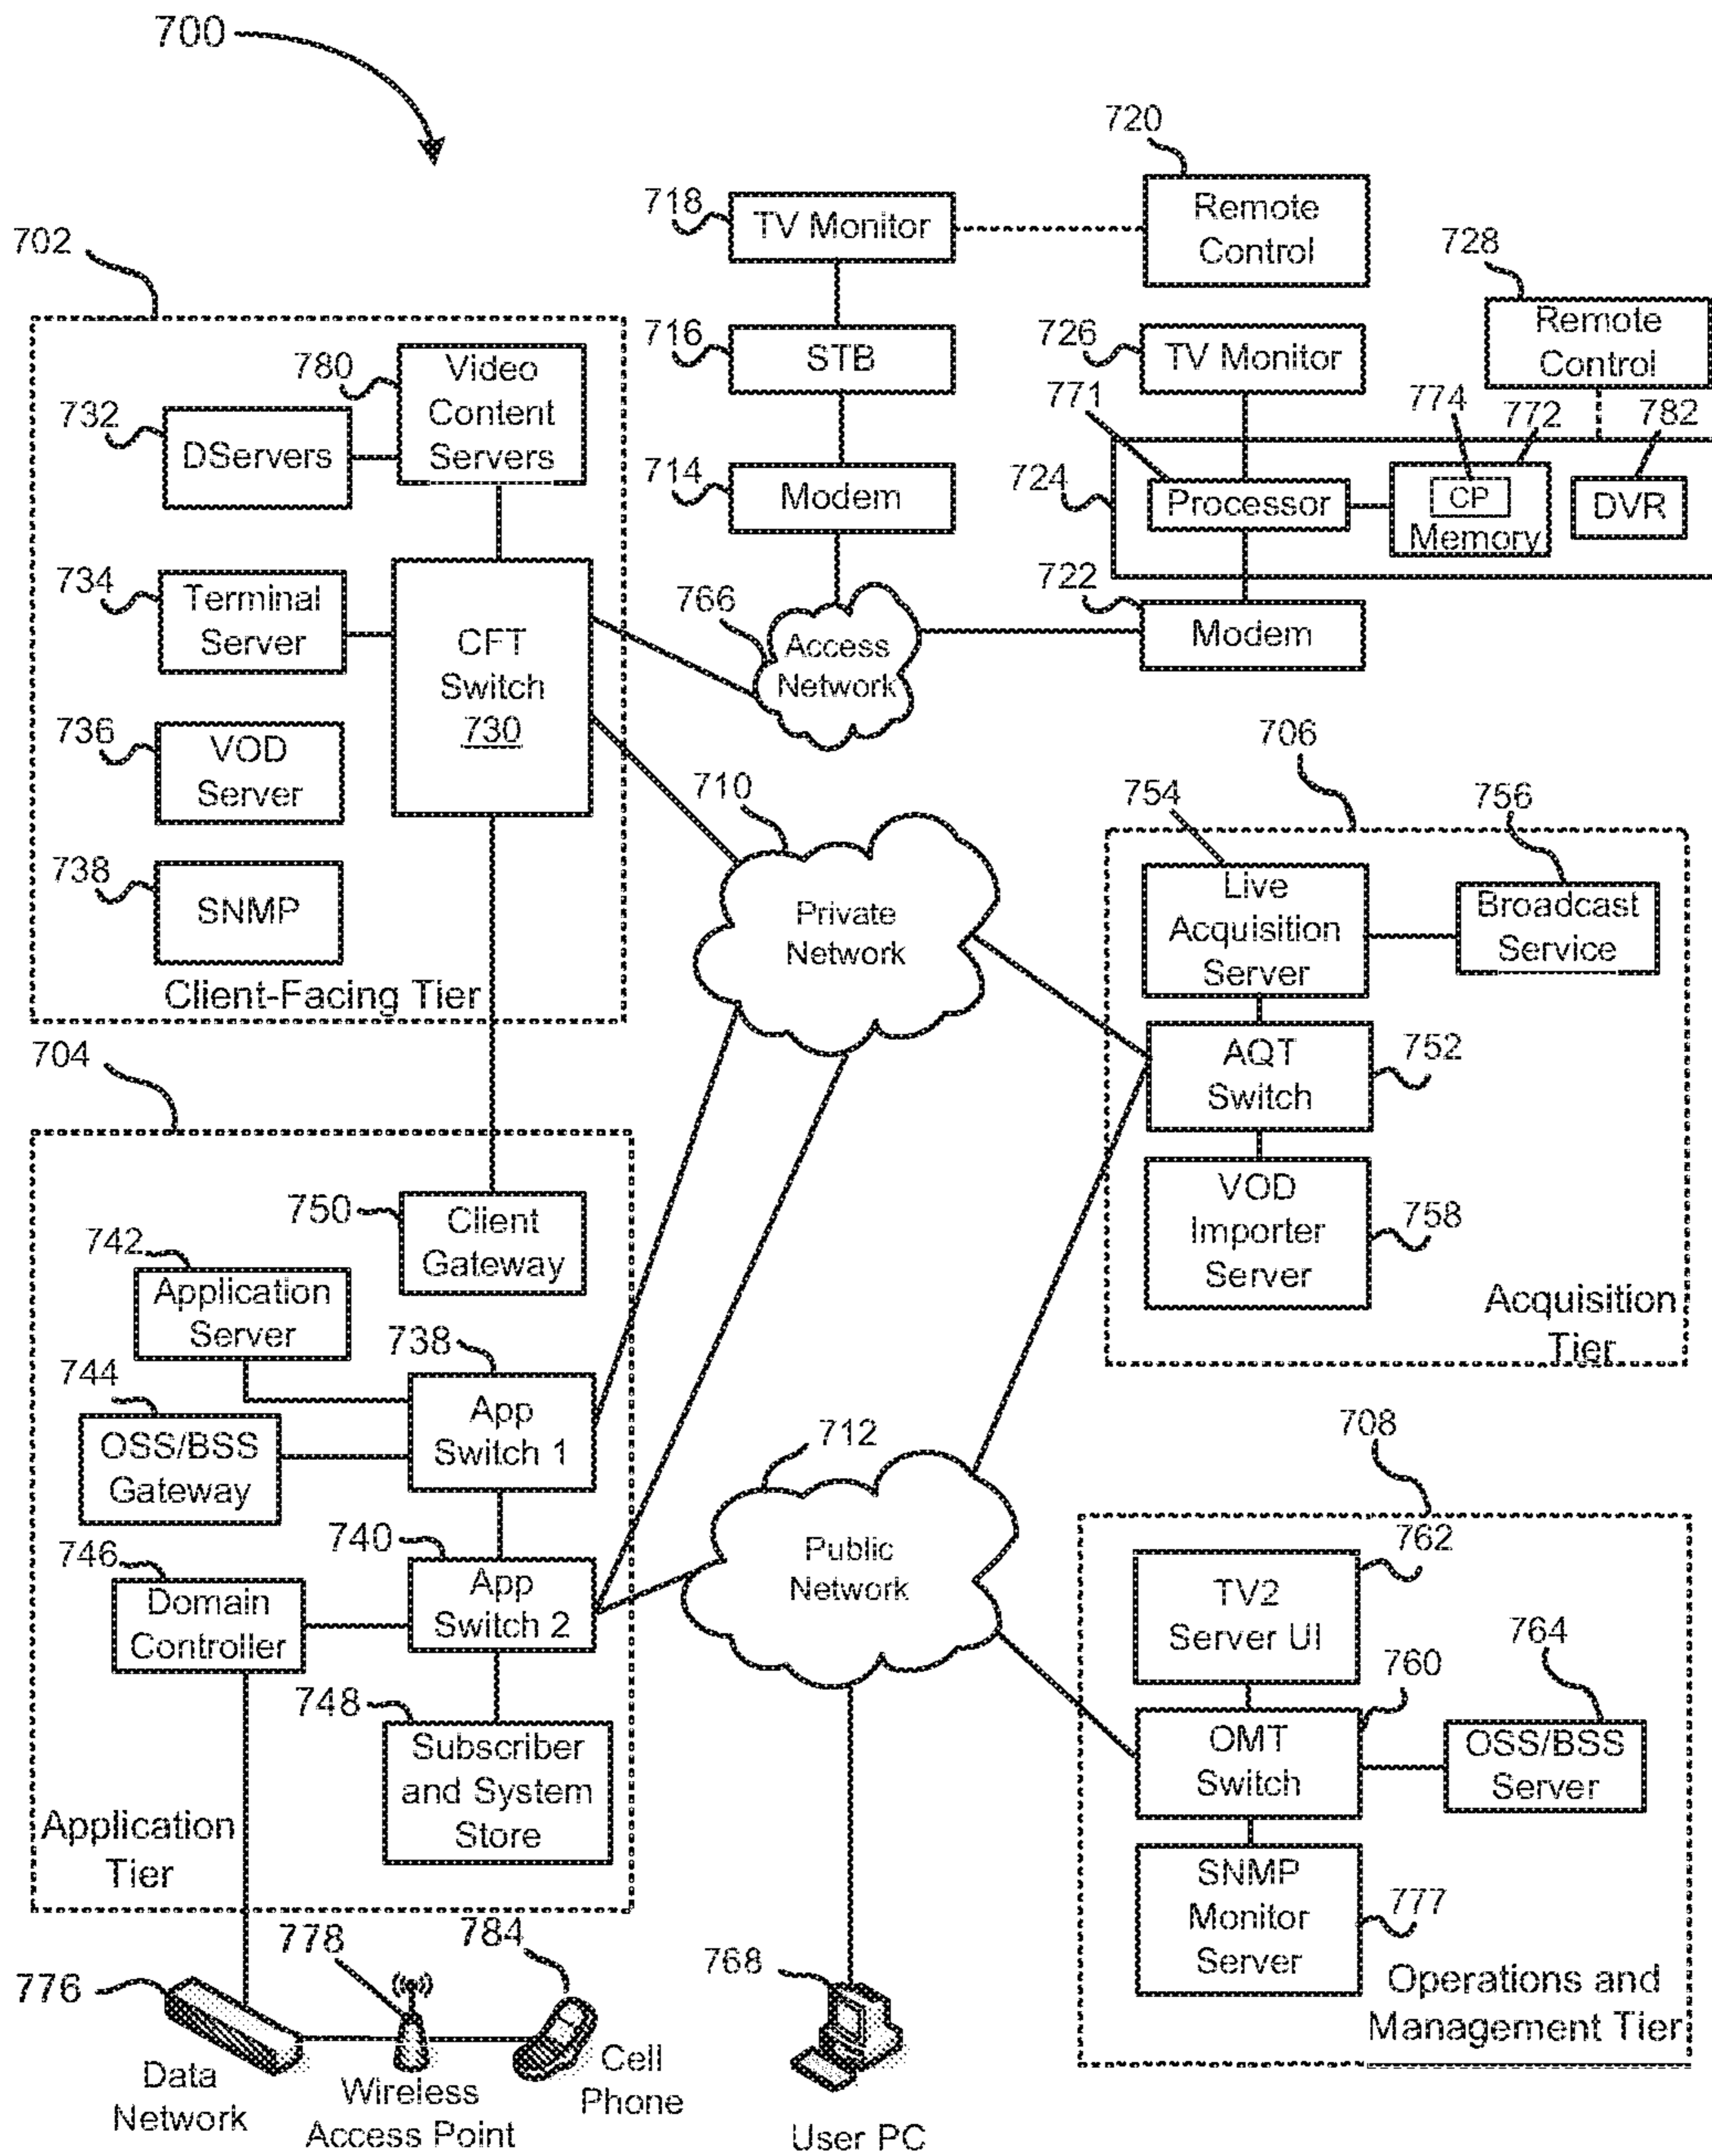 700
720
718
TV Monitor
Remote
Control
702
728
716
STB
726
TV Monitor
Remote
Control
780
Video
Content
Servers
732
DServers
771
774
772
782
714
Modem
724
Processor
CP
Memory
DVR
734
Terminal
Server
CFT
Switch
730
766
Access
Network
722
Modem
736
VOD
Server
738
SNMP
Client-Facing Tier
710
Private
Network
706
754
756
Live
Acquisition
Server
Broadcast
Service
AQT
Switch
752
VOD
Importer
Server
758
Acquisition
Tier
704
750
Client
Gateway
742
Application
Server
738
App
Switch 1
744
OSS/BSS
Gateway
740
App
Switch 2
746
Domain
Controller
748
Subscriber
and System
Store
Application
Tier
712
Public
Network
708
762
TV2
Server UI
760
764
OMT
Switch
OSS/BSS
Server
SNMP
Monitor
Server
777
Operations and
Management Tier
776
Data
Network
778
Wireless
Access Point
784
Cell
Phone
768
User PC